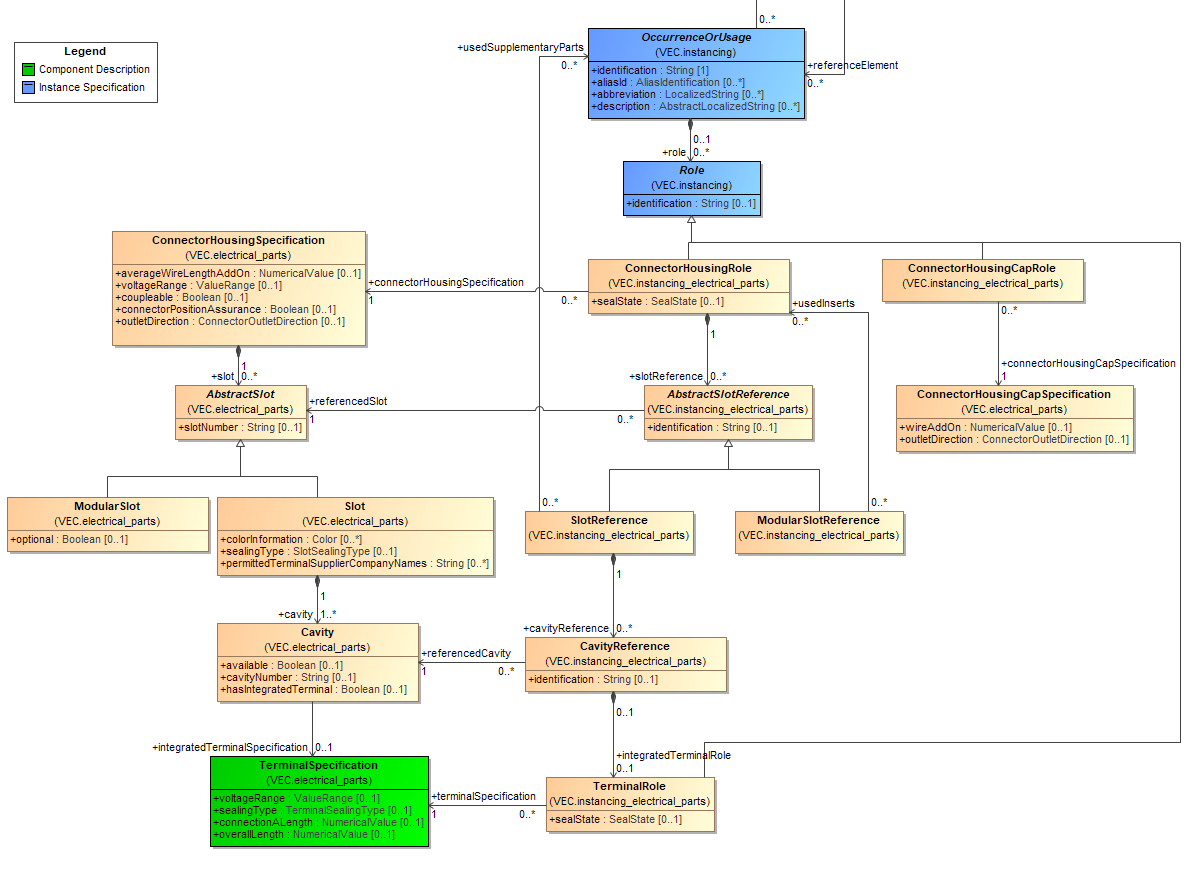 0..*
OccurrenceOrUsage
(VEC.instancing)
+identification : String [1]
+aliasId : AliasIdentification [0..*]
+abbreviation : LocalizedString [0..*]
+description : AbstractLocalizedString [0..*]
+usedSupplementaryParts
0..*
+referenceElement
0..*
Legend
Component Description
Instance Specification
0..1
+role 0..*
Role
(VEC.instancing)
+identification : String [0..1]
ConnectorHousingSpecification
(VEC.electrical_parts)
+averageWireLengthAddOn : NumericalValue [0..1]
+voltageRange : ValueRange [0..1]
+coupleable : Boolean [0..1]
+connectorPositionAssurance : Boolean [0..1]
+outletDirection : ConnectorOutletDirection [0..1]
+connectorHousingSpecification
1
0..*
ConnectorHousingRole
(VEC.instancing_electrical_parts)
+sealState : SealState [0..1]
+usedInserts
0..*
ConnectorHousingCapRole
(VEC.instancing_electrical_parts)
0..*
+connectorHousingCapSpecification
1
ConnectorHousingCapSpecification
(VEC.electrical_parts)
+wireAddOn : NumericalValue [0..1]
+outletDirection : ConnectorOutletDirection [0..1]
1
+slot 0..*
AbstractSlot
(VEC.electrical_parts)
+slotNumber : String [0..1]
+referencedSlot
1
0..*
1
+slotReference 0..*
AbstractSlotReference
(VEC.instancing_electrical_parts)
+identification : String [0..1]
ModularSlot
(VEC.electrical_parts)
+optional : Boolean [0..1]
Slot
(VEC.electrical_parts)
+colorInformation : Color [0..*]
+sealingType : SlotSealingType [0..1]
+permittedTerminalSupplierCompanyNames : String [0..*]
0..*
SlotReference
(VEC.instancing_electrical_parts)
0..*
ModularSlotReference
(VEC.instancing_electrical_parts)
1
+cavity 1..*
1
+cavityReference 0..*
Cavity
(VEC.electrical_parts)
+available : Boolean [0..1]
+cavityNumber : String [0..1]
+hasIntegratedTerminal : Boolean [0..1]
+referencedCavity
1
0..*
CavityReference
(VEC.instancing_electrical_parts)
+identification : String [0..1]
0..1
+integratedTerminalRole
0..1
+integratedTerminalSpecification 0..1
TerminalSpecification
(VEC.electrical_parts)
+voltageRange : ValueRange [0..1]
+sealingType : TerminalSealingType [0..1]
+connectionALength : NumericalValue [0..1]
+overallLength : NumericalValue [0..1]
+terminalSpecification
1
0..*
TerminalRole
(VEC.instancing_electrical_parts)
+sealState : SealState [0..1]